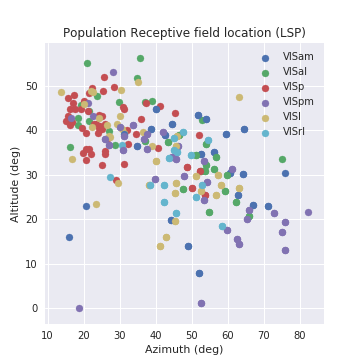 Population Receptive field location (LSP)
VISam
VISal
VISp
VISpm
VISl
VISrl
50
40
30
20
10
0
Altitude (deg)
10 20 30 40 50 60 70 80
Azimuth (deg)